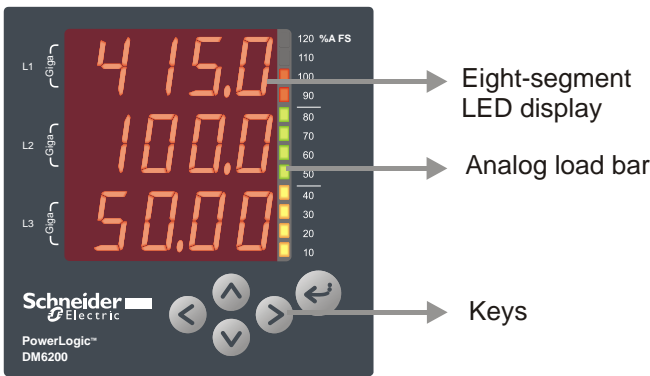 120 %A FS
L1 Giga 415.0 110
100
90
80
L2 Giga 100.0 70
60
50
40
L3 Giga 50.00 30
20
10
Schneider
Electric
PowerLogic™
DM6200
Eight-segment
LED display
Analog load bar
Keys